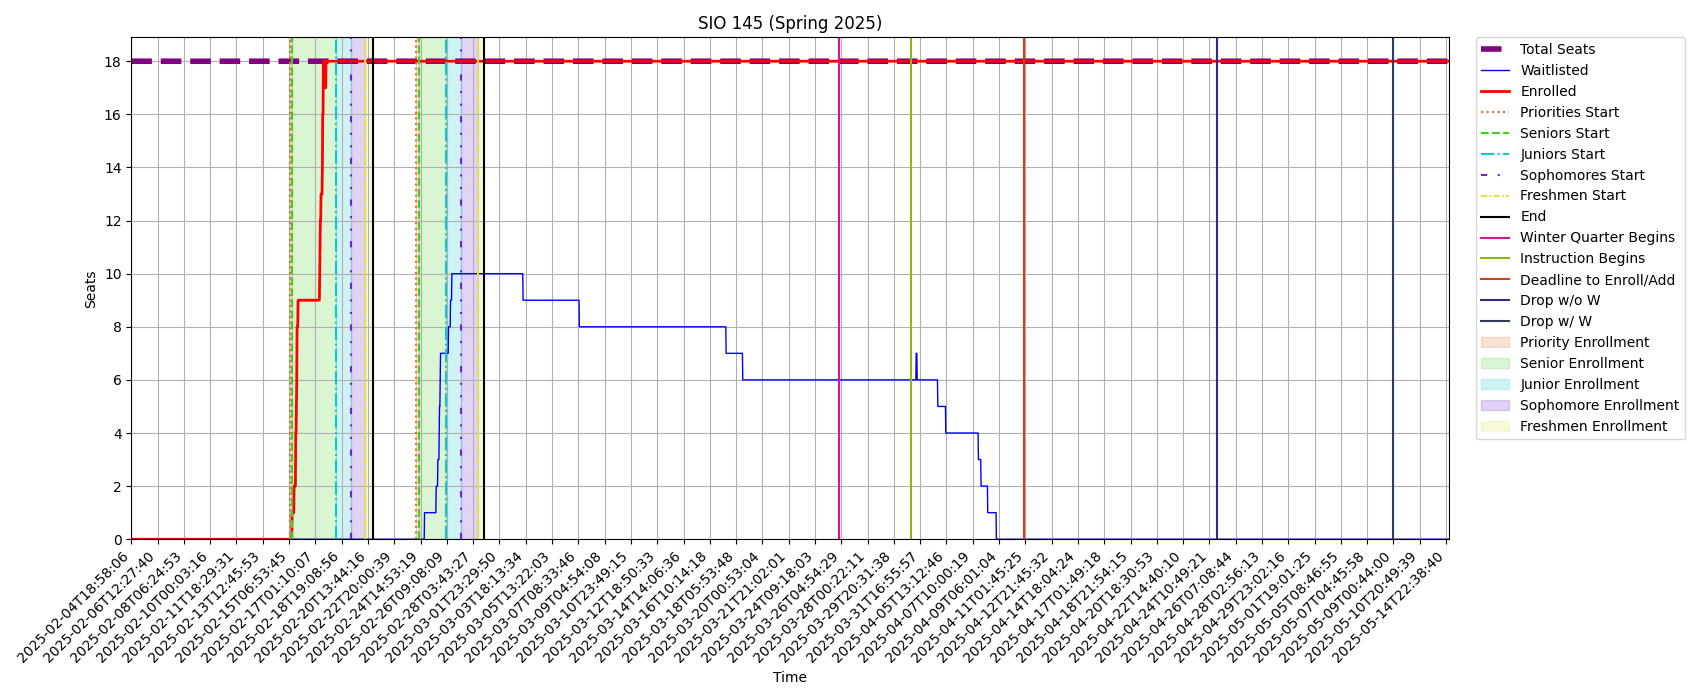 SIO 145 (Spring 2025)
Seats
18
16
14
12
10
8
6
4
2
0
2025-02-04T18:58:06
2025-02-06T12:27:40
2025-02-08T06:24:53
2025-02-10T00:03:16
2025-02-11T18:29:31
2025-02-13T12:45:53
2025-02-15T06:53:45
2025-02-17T01:10:07
2025-02-18T19:08:56
2025-02-20T13:44:16
2025-02-22T20:00:39
2025-02-24T14:53:19
2025-02-26T09:08:09
2025-02-28T03:43:27
2025-03-01T23:29:50
2025-03-03T18:13:34
2025-03-05T13:22:03
2025-03-07T08:33:46
2025-03-09T04:54:08
2025-03-10T23:49:15
2025-03-12T18:50:33
2025-03-14T14:06:36
2025-03-16T10:14:18
2025-03-18T05:53:48
2025-03-20T00:53:04
2025-03-21T21:02:01
2025-03-24T09:18:03
2025-03-26T04:54:29
2025-03-28T00:22:11
2025-03-29T20:31:38
2025-03-31T16:55:57
2025-04-05T13:12:46
2025-04-07T10:00:19
2025-04-09T06:01:04
2025-04-11T01:45:25
2025-04-12T21:45:32
2025-04-14T18:04:24
2025-04-17T01:49:18
2025-04-18T21:54:15
2025-04-20T18:30:53
2025-04-22T14:40:10
2025-04-24T10:49:21
2025-04-26T07:08:44
2025-04-28T02:56:13
2025-04-29T23:02:16
2025-05-01T19:01:25
2025-05-05T08:46:55
2025-05-07T04:45:58
2025-05-09T00:44:00
2025-05-10T20:49:39
2025-05-14T22:38:40
Time
Total Seats
Waitlisted
Enrolled
Priorities Start
Seniors Start
Juniors Start
Sophomores Start
Freshmen Start
End
Winter Quarter Begins
Instruction Begins
Deadline to Enroll/Add
Drop w/o W
Drop w/ W
Priority Enrollment
Senior Enrollment
Junior Enrollment
Sophomore Enrollment
Freshmen Enrollment